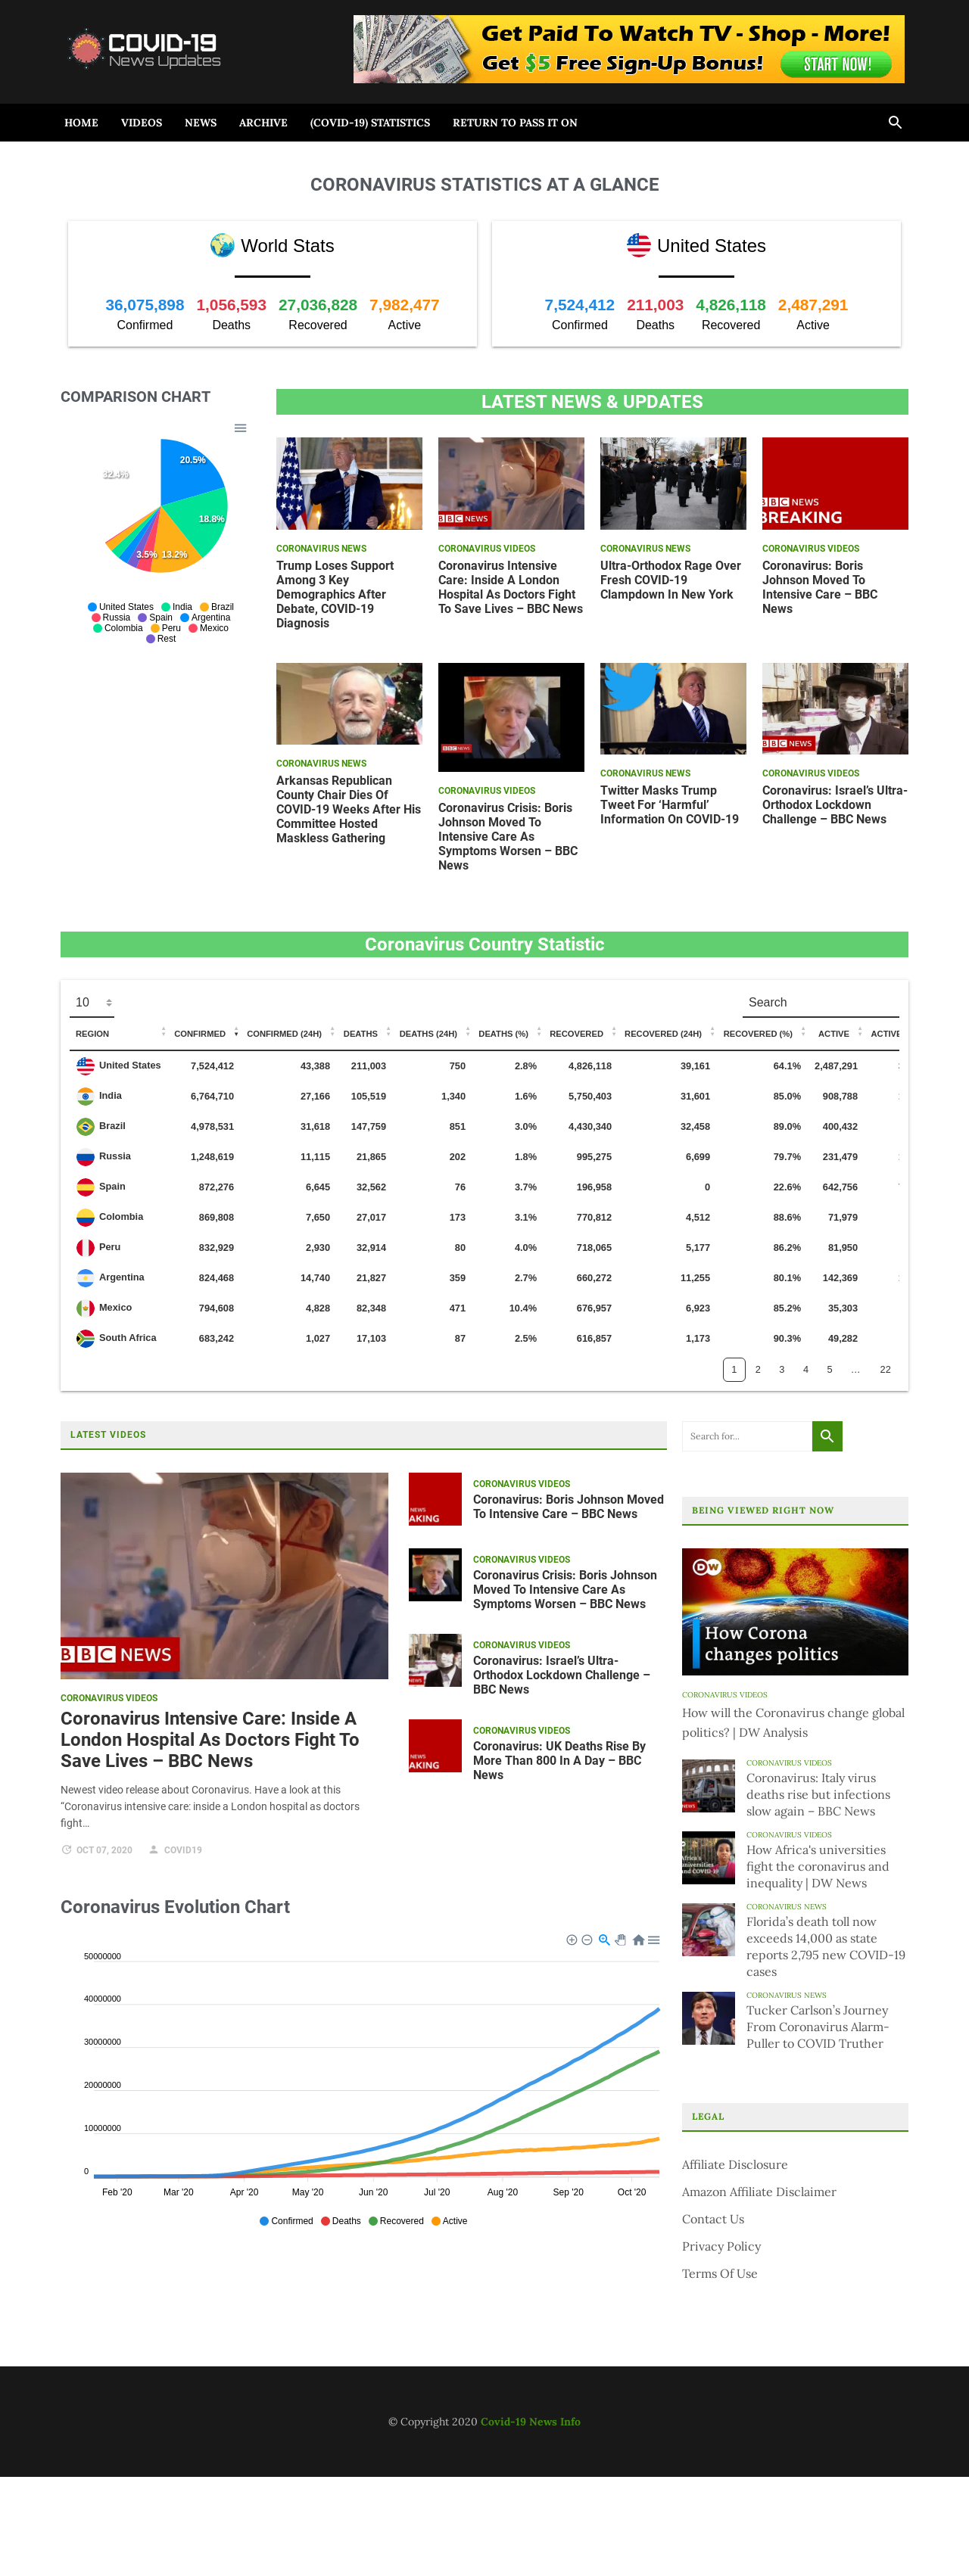 COVID-19
News Updates
Get Paid To Watch TV - Shop - More!
Get $5 Free Sign-Up Bonus!
START NOW!
HOME VIDEOS NEWS ARCHIVE (COVID-19) STATISTICS RETURN TO PASS IT ON
CORONAVIRUS STATISTICS AT A GLANCE
World Stats
36,075,898 1,056,593 27,036,828 7,982,477
Confirmed Deaths Recovered Active
United States
7,524,412 211,003 4,826,118 2,487,291
Confirmed Deaths Recovered Active
COMPARISON CHART
20.5%
32.4%
18.8%
3.5% 13.2%
United States India Brazil
Russia Spain Argentina
Colombia Peru Mexico
Rest
LATEST NEWS & UPDATES
CORONAVIRUS NEWS
Trump Loses Support
Among 3 Key
Demographics After
Debate, COVID-19
Diagnosis
BBC NEWS
CORONAVIRUS VIDEOS
Coronavirus Intensive
Care: Inside A London
Hospital As Doctors Fight
To Save Lives – BBC News
CORONAVIRUS NEWS
Ultra-Orthodox Rage Over
Fresh COVID-19
Clampdown In New York
BBC NEWS
BREAKING
CORONAVIRUS VIDEOS
Coronavirus: Boris
Johnson Moved To
Intensive Care – BBC
News
CORONAVIRUS NEWS
Arkansas Republican
County Chair Dies Of
COVID-19 Weeks After His
Committee Hosted
Maskless Gathering
BBC NEWS
CORONAVIRUS VIDEOS
Coronavirus Crisis: Boris
Johnson Moved To
Intensive Care As
Symptoms Worsen – BBC
News
CORONAVIRUS NEWS
Twitter Masks Trump
Tweet For ‘Harmful’
Information On COVID-19
BBC NEWS
CORONAVIRUS VIDEOS
Coronavirus: Israel’s Ultra-
Orthodox Lockdown
Challenge – BBC News
Coronavirus Country Statistic
10 Search
REGION CONFIRMED CONFIRMED (24H) DEATHS DEATHS (24H) DEATHS (%) RECOVERED RECOVERED (24H) RECOVERED (%) ACTIVE ACTIVE
United States 7,524,412 43,388 211,003 750 2.8% 4,826,118 39,161 64.1% 2,487,291
India 6,764,710 27,166 105,519 1,340 1.6% 5,750,403 31,601 85.0% 908,788
Brazil 4,978,531 31,618 147,759 851 3.0% 4,430,340 32,458 89.0% 400,432
Russia 1,248,619 11,115 21,865 202 1.8% 995,275 6,699 79.7% 231,479
Spain 872,276 6,645 32,562 76 3.7% 196,958 0 22.6% 642,756
Colombia 869,808 7,650 27,017 173 3.1% 770,812 4,512 88.6% 71,979
Peru 832,929 2,930 32,914 80 4.0% 718,065 5,177 86.2% 81,950
Argentina 824,468 14,740 21,827 359 2.7% 660,272 11,255 80.1% 142,369
Mexico 794,608 4,828 82,348 471 10.4% 676,957 6,923 85.2% 35,303
South Africa 683,242 1,027 17,103 87 2.5% 616,857 1,173 90.3% 49,282
1 2 3 4 5 … 22
LATEST VIDEOS
BBC NEWS
CORONAVIRUS VIDEOS
Coronavirus Intensive Care: Inside A
London Hospital As Doctors Fight To
Save Lives – BBC News
Newest video release about Coronavirus. Have a look at this
“Coronavirus intensive care: inside a London hospital as doctors
fight…
OCT 07, 2020 COVID19
NEWS
AKING
CORONAVIRUS VIDEOS
Coronavirus: Boris Johnson Moved
To Intensive Care – BBC News
CORONAVIRUS VIDEOS
Coronavirus Crisis: Boris Johnson
Moved To Intensive Care As
Symptoms Worsen – BBC News
NEWS
CORONAVIRUS VIDEOS
Coronavirus: Israel’s Ultra-
Orthodox Lockdown Challenge –
BBC News
NEWS
AKING
CORONAVIRUS VIDEOS
Coronavirus: UK Deaths Rise By
More Than 800 In A Day – BBC
News
Coronavirus Evolution Chart
50000000
40000000
30000000
20000000
10000000
0
Feb '20 Mar '20 Apr '20 May '20 Jun '20 Jul '20 Aug '20 Sep '20 Oct '20
Confirmed Deaths Recovered Active
Search for...
BEING VIEWED RIGHT NOW
DW
How Corona
changes politics
CORONAVIRUS VIDEOS
How will the Coronavirus change global
politics? | DW Analysis
NEWS
CORONAVIRUS VIDEOS
Coronavirus: Italy virus
deaths rise but infections
slow again – BBC News
CORONAVIRUS VIDEOS
How Africa's universities
fight the coronavirus and
inequality | DW News
CORONAVIRUS NEWS
Florida’s death toll now
exceeds 14,000 as state
reports 2,795 new COVID-19
cases
CORONAVIRUS NEWS
Tucker Carlson’s Journey
From Coronavirus Alarm-
Puller to COVID Truther
LEGAL
Affiliate Disclosure
Amazon Affiliate Disclaimer
Contact Us
Privacy Policy
Terms Of Use
© Copyright 2020 Covid-19 News Info